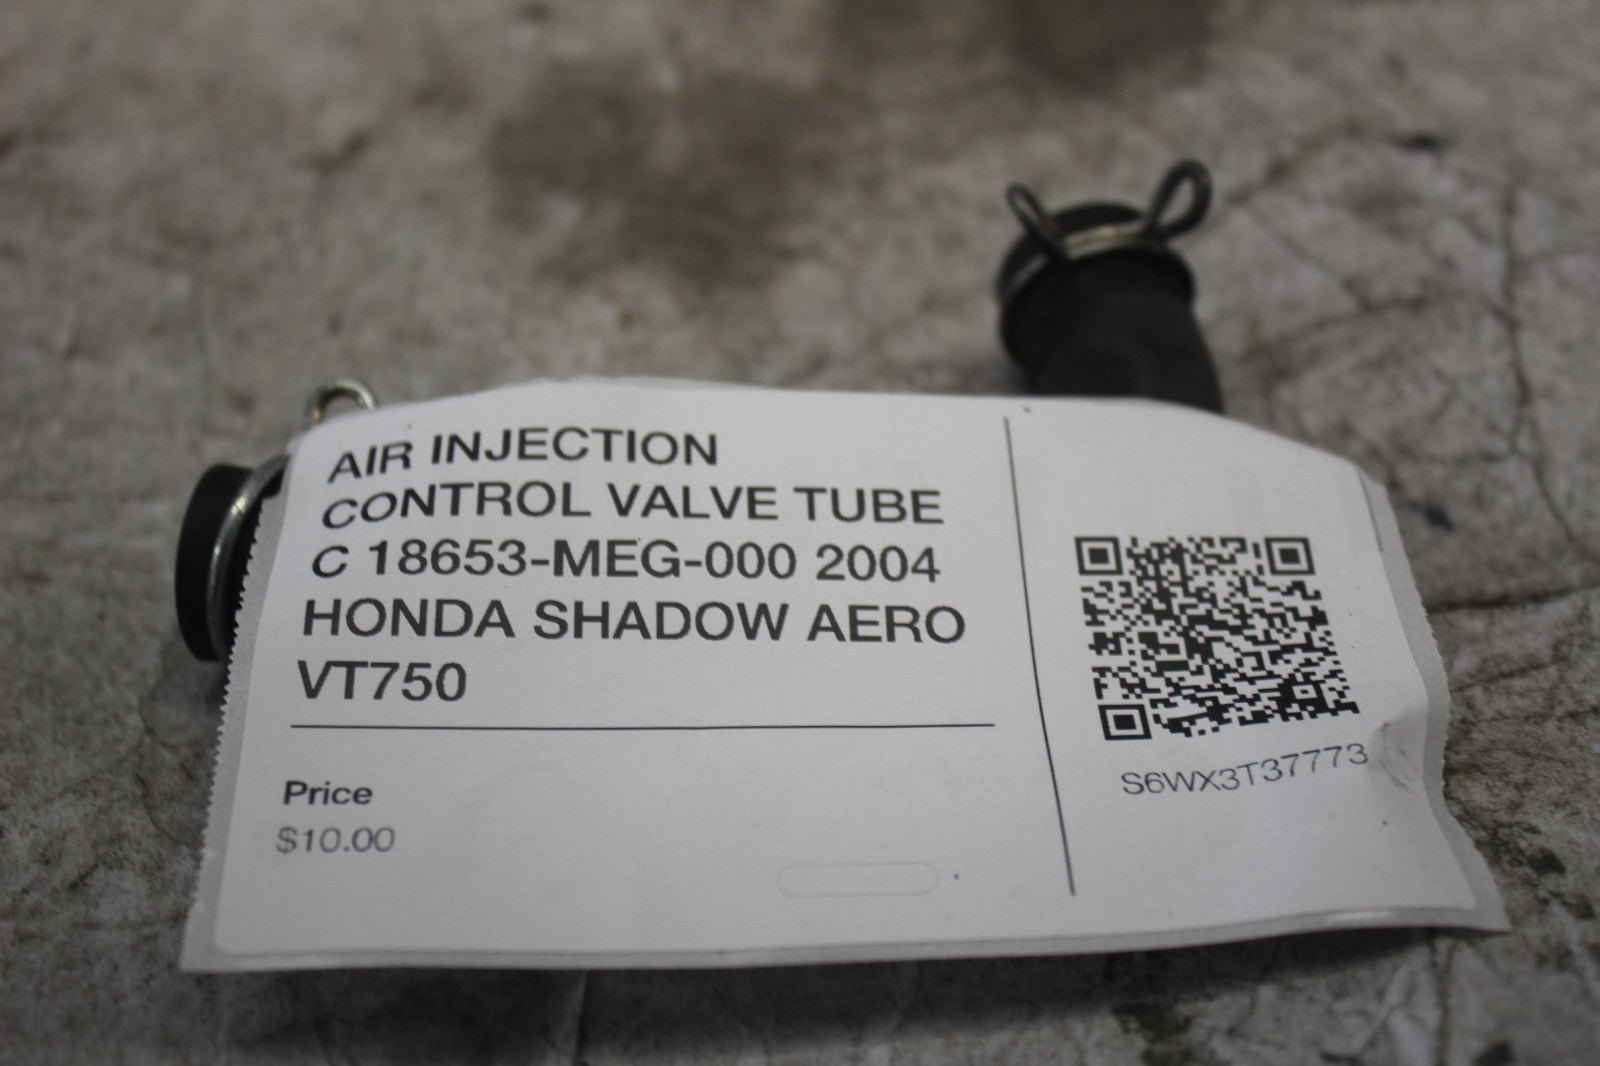 AIR INJECTION
CONTROL VALVE TUBE
C 18653-MEG-000 2004
HONDA SHADOW AERO
VT750
Price
$10.00
S6WX3T37773